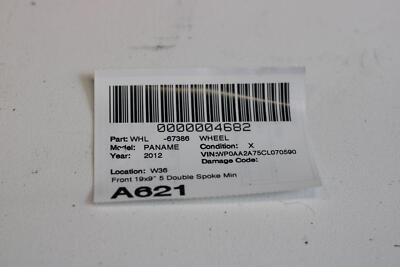 0000004682
Part: WHL -67386 WHEEL
Model: PANAME Condition: X
Year: 2012 VIN:WP0AA2A75CL070590
Damage Code:
Location: W36
Front 19x9" 5 Double Spoke Min
A621